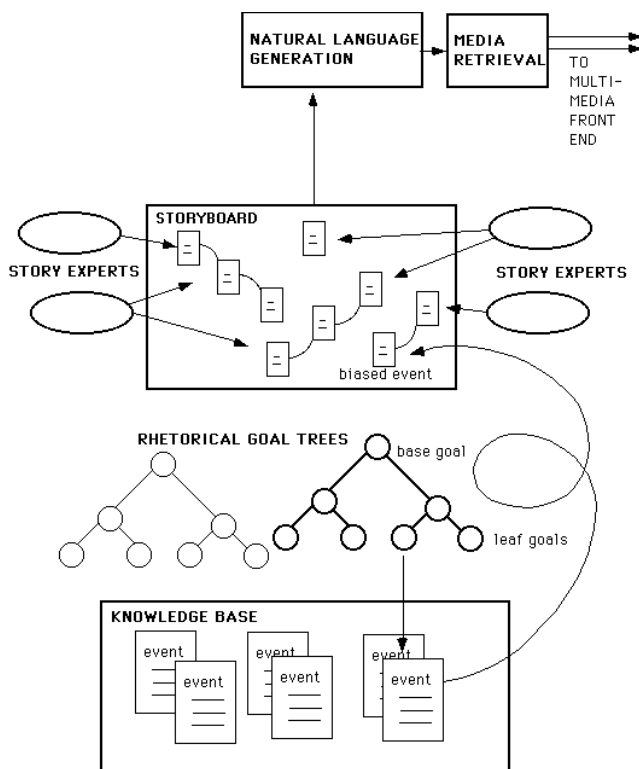 NATURAL LANGUAGE
GENERATION
MEDIA
RETRIEVAL
TO
MULTI-
MEDIA
FRONT
END
STORYBOARD
STORY EXPERTS
STORY EXPERTS
biased event
RHETORICAL GOAL TREES
base goal
leaf goals
KNOWLEDGE BASE
event
event
event
event
event
event